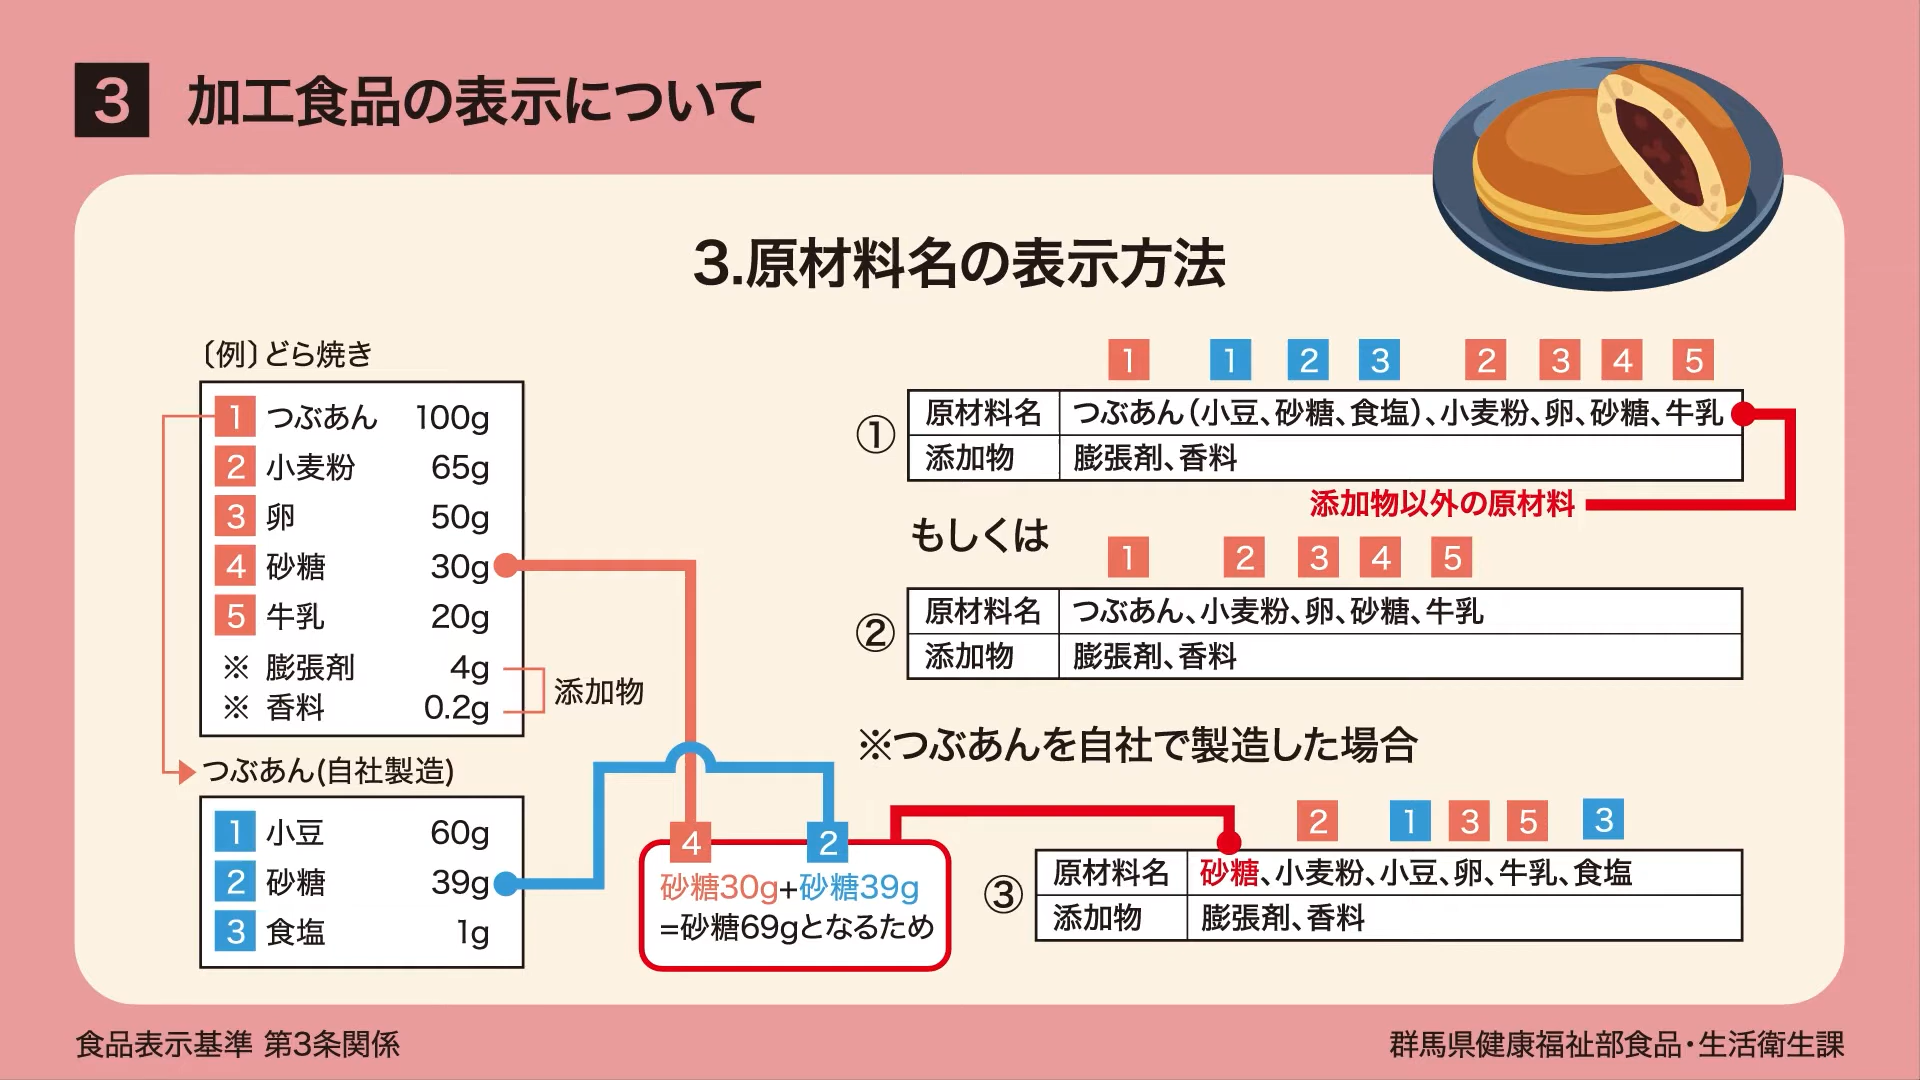 3 加工食品の表示について
3.原材料名の表示方法
〔例〕どら焼き
1 つぶあん 100g
2 小麦粉 65g
3 卵 50g
4 砂糖 30g
5 牛乳 20g
※ 膨張剤 4g
※ 香料 0.2g
添加物
つぶあん(自社製造)
1 小豆 60g
2 砂糖 39g
3 食塩 1g
4 2
砂糖30g+砂糖39g
=砂糖69gとなるため
1 1 2 3 2 3 4 5
①
原材料名 つぶあん(小豆、砂糖、食塩)、小麦粉、卵、砂糖、牛乳
添加物 膨張剤、香料
添加物以外の原材料
もしくは
1 2 3 4 5
②
原材料名 つぶあん、小麦粉、卵、砂糖、牛乳
添加物 膨張剤、香料
※つぶあんを自社で製造した場合
2 1 3 5 3
③
原材料名 砂糖、小麦粉、小豆、卵、牛乳、食塩
添加物 膨張剤、香料
食品表示基準 第3条関係
群馬県健康福祉部食品・生活衛生課